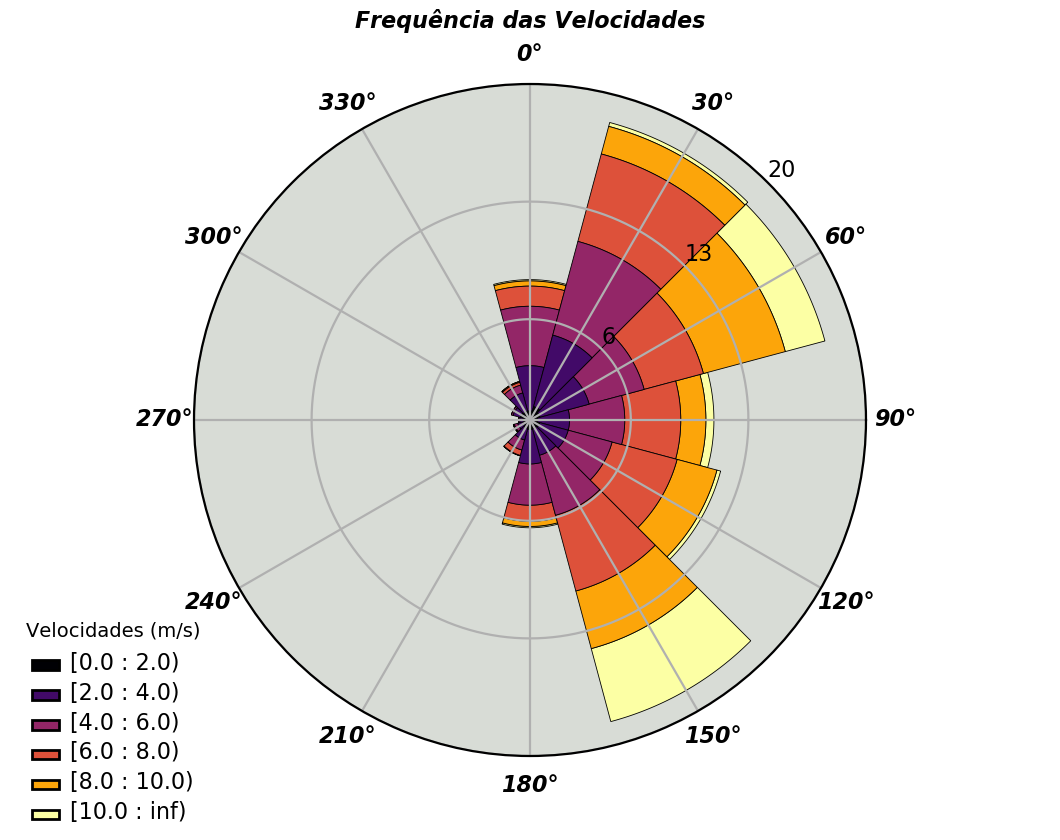 Frequência das Velocidades
0°
330°
30°
20
300°
60°
13
6
270°
90°
240°
120°
210°
150°
180°
Velocidades (m/s)
[0.0 : 2.0)
[2.0 : 4.0)
[4.0 : 6.0)
[6.0 : 8.0)
[8.0 : 10.0)
[10.0 : inf)